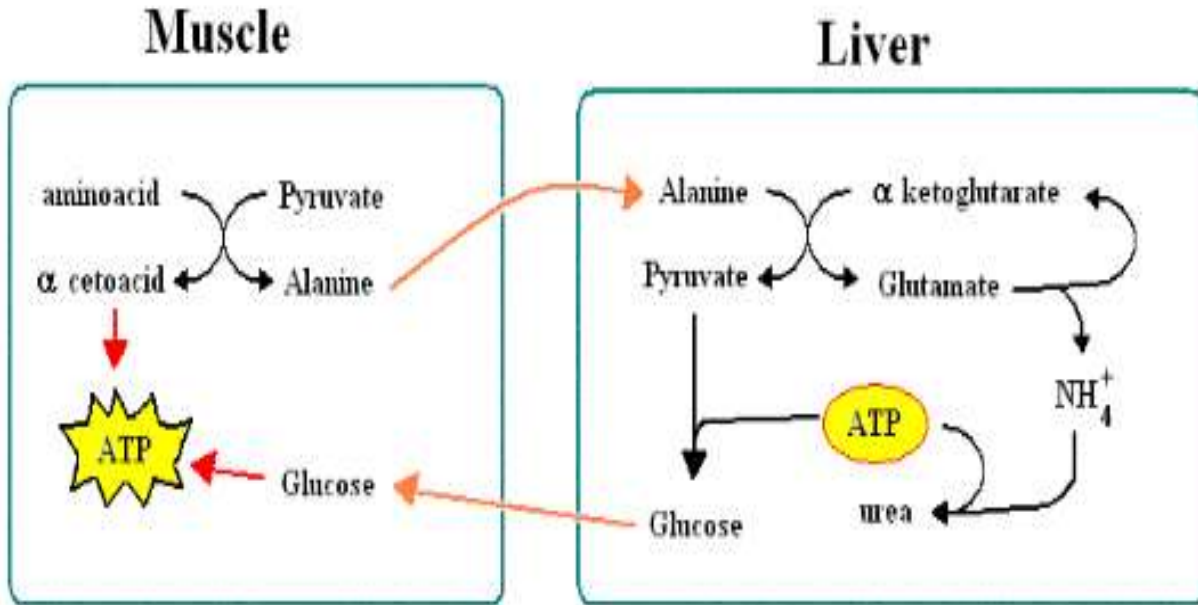 Muscle
Liver
aminoacid
Pyruvate
α cetoacid
Alanine
ATP
Glucose
Alanine
α ketoglutarate
Pyruvate
Glutamate
NH₄⁺
ATP
Glucose
urea